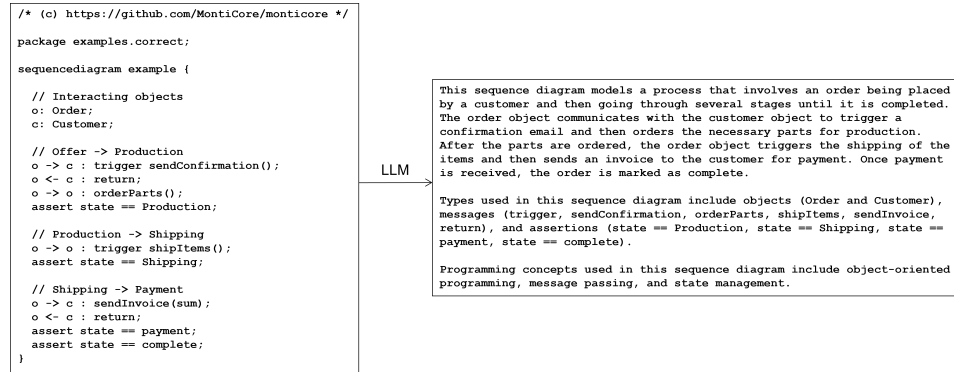 /* (c) https://github.com/MontiCore/monticore */
package examples.correct;
sequencediagram example {
// Interacting objects
o: Order;
c: Customer;
// Offer -> Production
o -> c : trigger sendConfirmation();
o <- c : return;
o -> o : orderParts();
assert state == Production;
// Production -> Shipping
o -> o : trigger shipItems();
assert state == Shipping;
// Shipping -> Payment
o -> c : sendInvoice(sum);
o <- c : return;
assert state == payment;
assert state == complete;
}
LLM
This sequence diagram models a process that involves an order being placed
by a customer and then going through several stages until it is completed.
The order object communicates with the customer object to trigger a
confirmation email and then orders the necessary parts for production.
After the parts are ordered, the order object triggers the shipping of the
items and then sends an invoice to the customer for payment. Once payment
is received, the order is marked as complete.
Types used in this sequence diagram include objects (Order and Customer),
messages (trigger, sendConfirmation, orderParts, shipItems, sendInvoice,
return), and assertions (state == Production, state == Shipping, state ==
payment, state == complete).
Programming concepts used in this sequence diagram include object-oriented
programming, message passing, and state management.